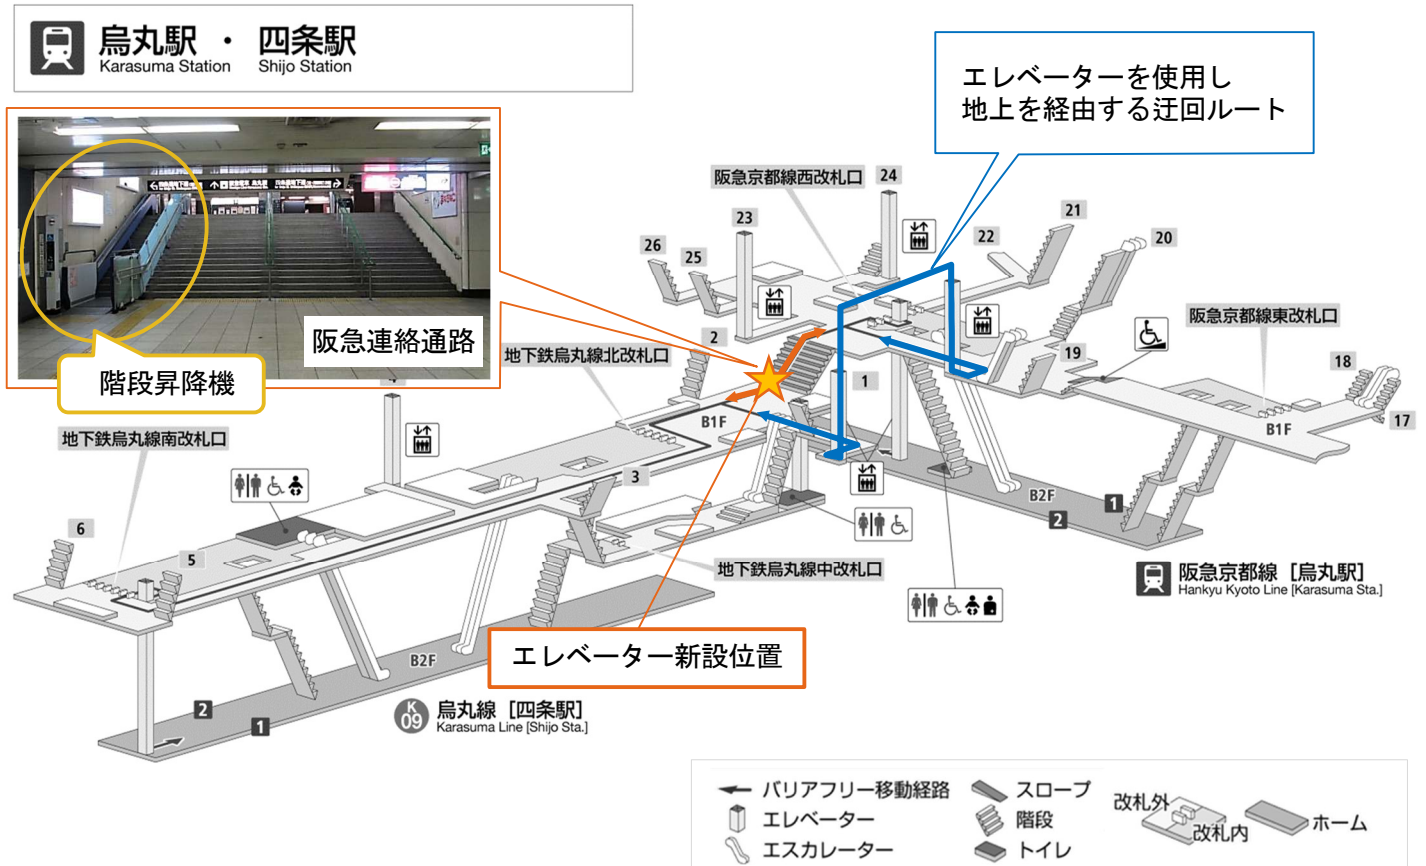 烏丸駅 ・ 四条駅
Karasuma Station Shijo Station
エレベーターを使用し
地上を経由する迂回ルート
阪急連絡通路
階段昇降機
阪急京都線西改札口
24
23
26
25
22
21
20
阪急京都線東改札口
地下鉄烏丸線北改札口
2
19
18
1
17
B1F
B1F
地下鉄烏丸線南改札口
3
B2F
1
2
6
5
地下鉄烏丸線中改札口
阪急京都線 [烏丸駅]
Hankyu Kyoto Line [Karasuma Sta.]
エレベーター新設位置
B2F
2
1
K
09
烏丸線 [四条駅]
Karasuma Line [Shijo Sta.]
バリアフリー移動経路
エレベーター
エスカレーター
スロープ
階段
トイレ
改札外
改札内
ホーム